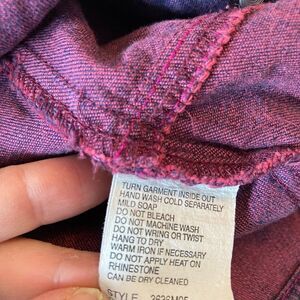 TURN GARMENT INSIDE OUT
HAND WASH COLD SEPARATELY
MILD SOAP
DO NOT BLEACH
DO NOT MACHINE WASH
DO NOT WRING OR TWIST
HANG TO DRY
WARM IRON IF NEEDED
DO NOT APPLY HEAT ON
RHINESTONE
CAN BE DRY CLEANED
STYLE